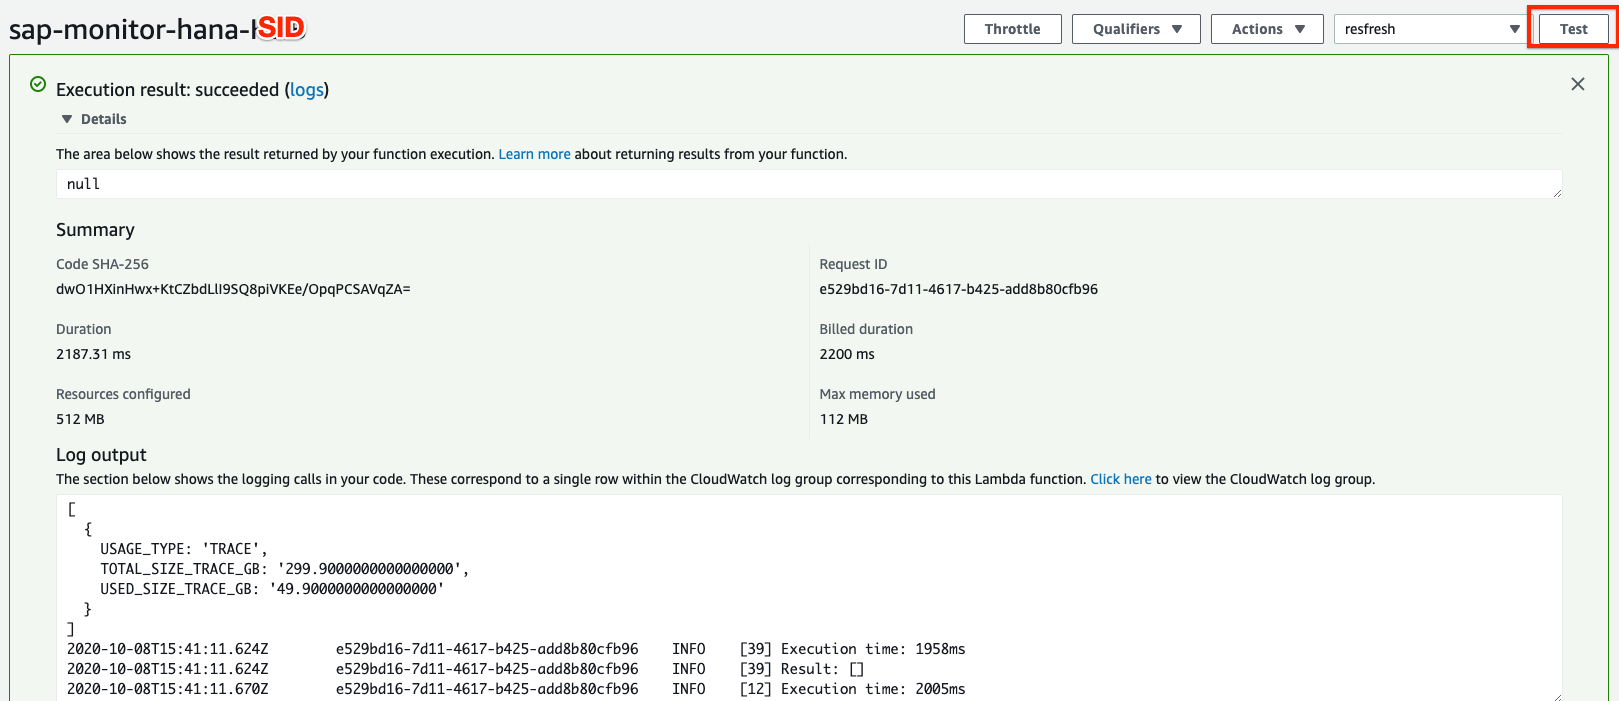 sap-monitor-hana-SID
Throttle
Qualifiers
Actions
resfresh
Test
Execution result: succeeded (logs)
Details
The area below shows the result returned by your function execution. Learn more about returning results from your function.
null
Summary
Code SHA-256
Request ID
dwO1HXinHwx+KtCZbdLlI9SQ8piVKEe/OpqPCSAVqZA=
e529bd16-7d11-4617-b425-add8b80cfb96
Duration
Billed duration
2187.31 ms
2200 ms
Resources configured
Max memory used
512 MB
112 MB
Log output
The section below shows the logging calls in your code. These correspond to a single row within the CloudWatch log group corresponding to this Lambda function. Click here to view the CloudWatch log group.
[
{
USAGE_TYPE: 'TRACE',
TOTAL_SIZE_TRACE_GB: '299.9000000000000000',
USED_SIZE_TRACE_GB: '49.9000000000000000'
}
]
2020-10-08T15:41:11.624Z e529bd16-7d11-4617-b425-add8b80cfb96 INFO [39] Execution time: 1958ms
2020-10-08T15:41:11.624Z e529bd16-7d11-4617-b425-add8b80cfb96 INFO [39] Result: []
2020-10-08T15:41:11.670Z e529bd16-7d11-4617-b425-add8b80cfb96 INFO [12] Execution time: 2005ms